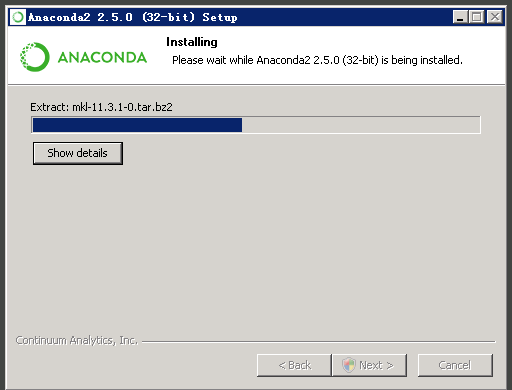 Anaconda2 2.5.0 (32-bit) Setup
ANACONDA
Installing
Please wait while Anaconda2 2.5.0 (32-bit) is being installed.
Extract: mkl-11.3.1-0.tar.bz2
Show details
Continuum Analytics, Inc.
< Back
Next >
Cancel